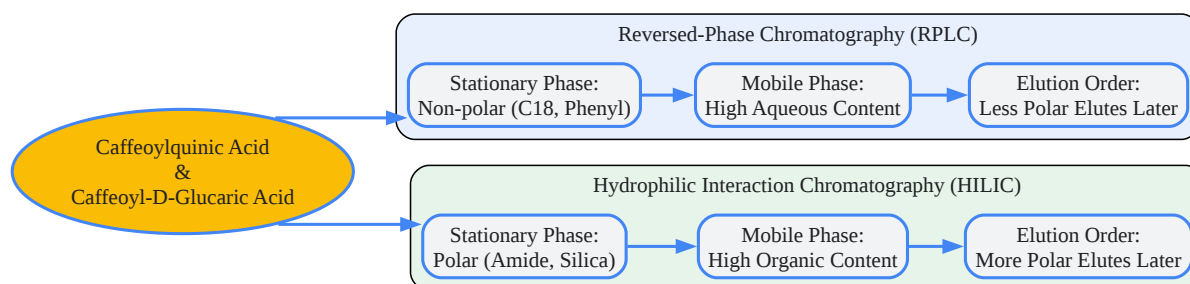 Caffeoylquinic Acid
&
Caffeoyl-D-Glucaric Acid
Reversed-Phase Chromatography (RPLC)
Stationary Phase:
Non-polar (C18, Phenyl)
Mobile Phase:
High Aqueous Content
Elution Order:
Less Polar Elutes Later
Hydrophilic Interaction Chromatography (HILIC)
Stationary Phase:
Polar (Amide, Silica)
Mobile Phase:
High Organic Content
Elution Order:
More Polar Elutes Later